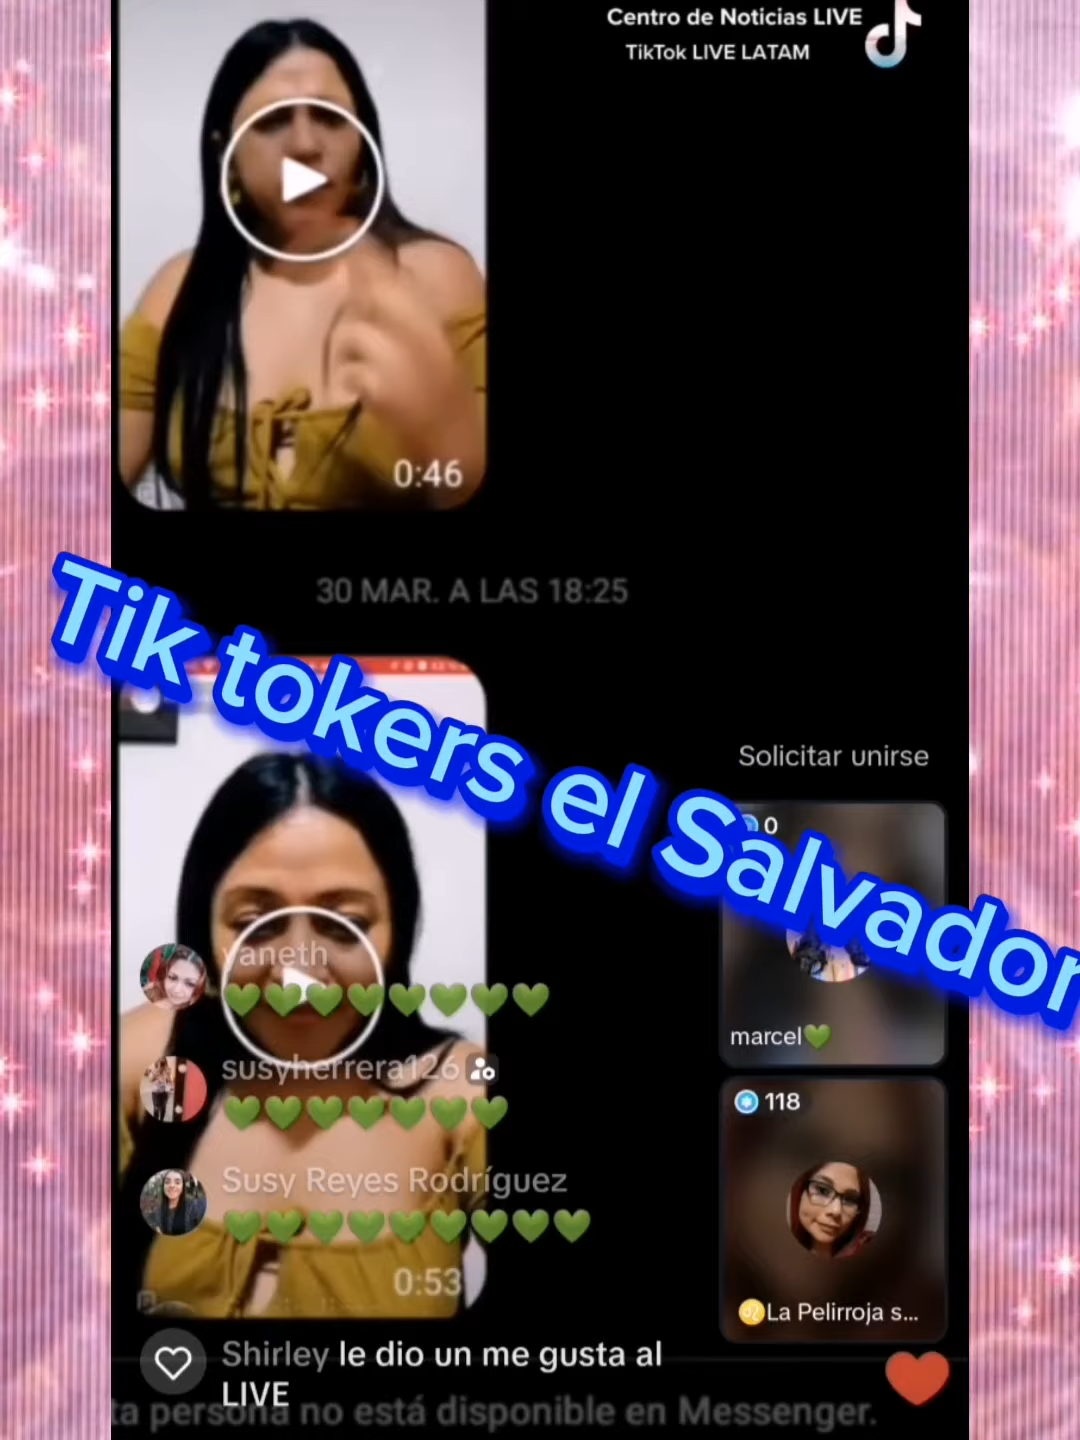 Centro de Noticias LIVE
TikTok LIVE LATAM
0:46
30 MAR. A LAS 18:25
Tik tokers el Salvador
Solicitar unirse
0
marcel💚
yaneth
💚💚💚💚💚💚💚💚
susyherrera126
💚💚💚💚💚💚💚
118
Susy Reyes Rodríguez
💚💚💚💚💚💚💚💚💚
0:53
♌La Pelirroja s...
Shirley le dio un me gusta al
LIVE
ta persona no está disponible en Messenger.